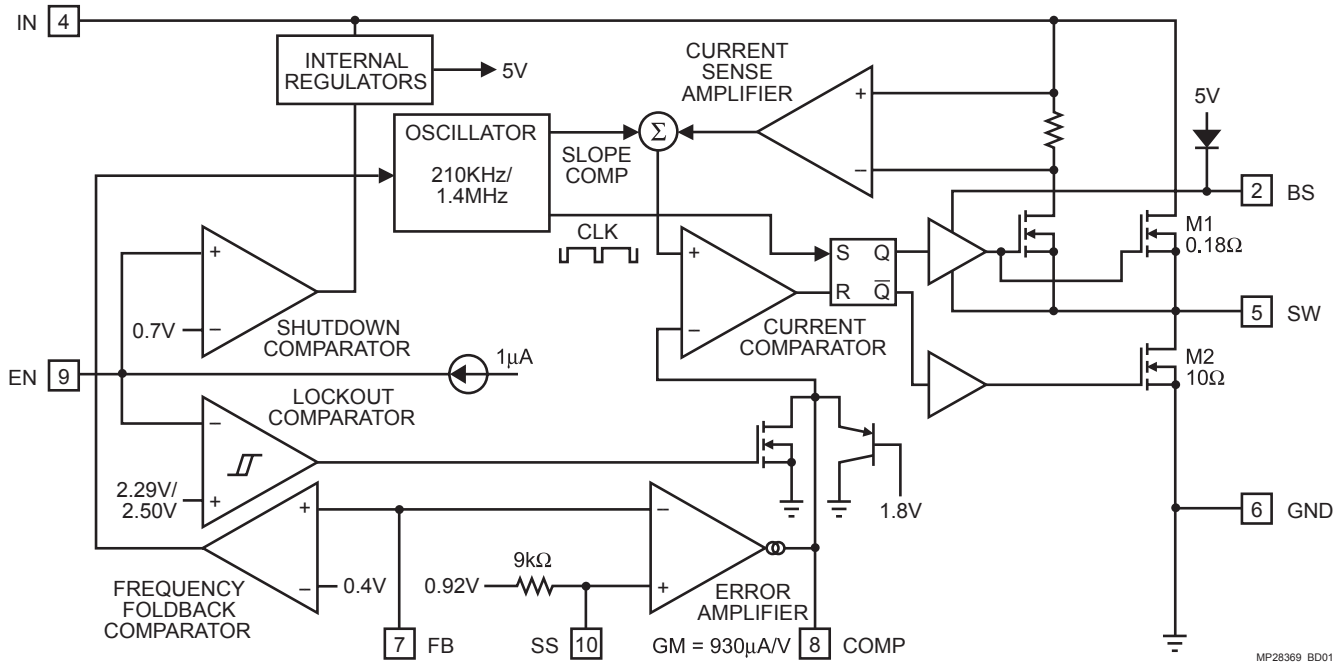 IN 4
INTERNAL
REGULATORS
5V
OSCILLATOR
210KHz/
1.4MHz
Σ
SLOPE
COMP
CLK
CURRENT
SENSE
AMPLIFIER
+
–
5V
2 BS
M1
0.18Ω
+
–
0.7V
SHUTDOWN
COMPARATOR
+
–
CURRENT
COMPARATOR
S Q
R Q̅
5 SW
M2
10Ω
EN 9
1µA
LOCKOUT
COMPARATOR
–
+
2.29V/
2.50V
1.8V
6 GND
+
–
0.4V
FREQUENCY
FOLDBACK
COMPARATOR
9kΩ
0.92V
–
+
ERROR
AMPLIFIER
7 FB
SS 10
GM = 930µA/V
8 COMP
MP28369_BD01